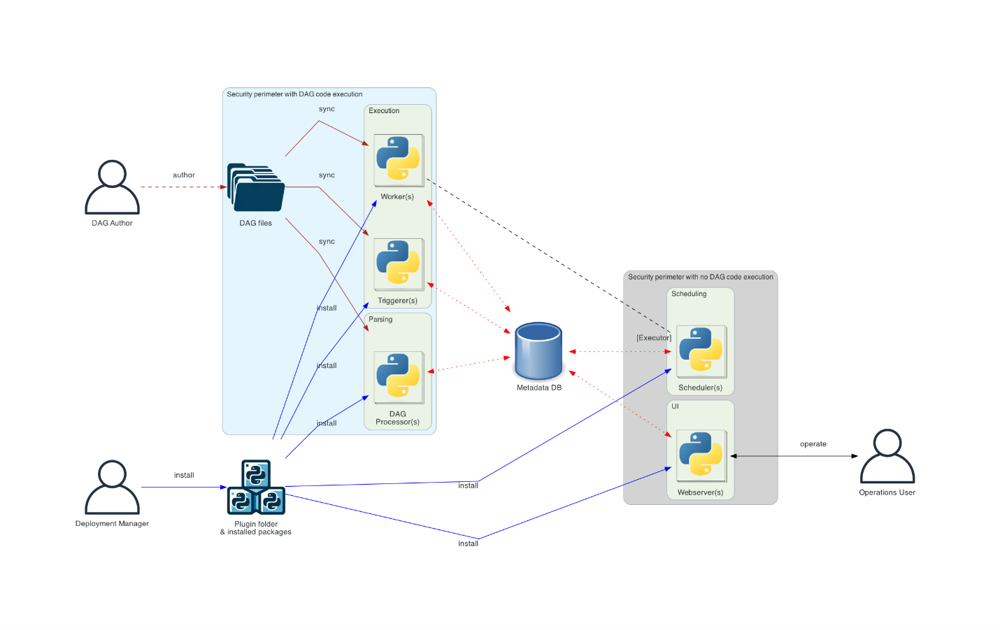 Security perimeter with DAG code execution
sync
Execution
author
sync
Worker(s)
DAG Author
DAG files
sync
Security perimeter with no DAG code execution
Scheduling
Triggerer(s)
install
Parsing
[Executor]
install
Metadata DB
Scheduler(s)
UI
DAG
Processor(s)
install
operate
install
install
Webserver(s)
Operations User
Deployment Manager
Plugin folder
& installed packages
install